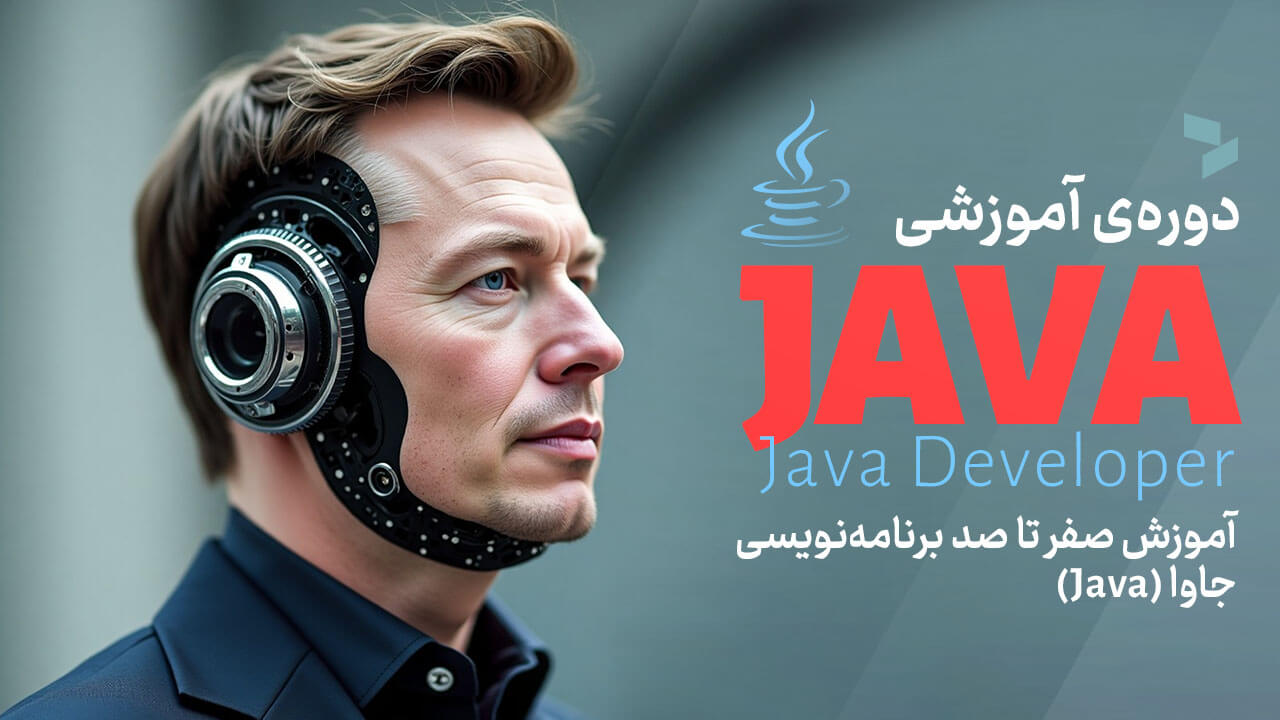 دوره‌ی آموزشی
JAVA
Java Developer
آموزش صفر تا صد برنامه‌نویسی
جاوا (Java)